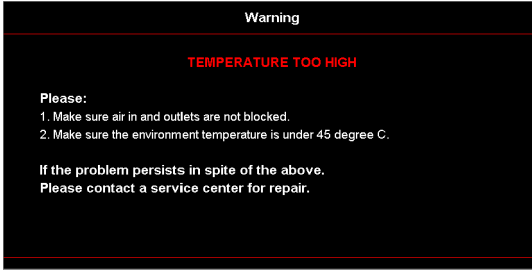 Warning
TEMPERATURE TOO HIGH
Please:
1. Make sure air in and outlets are not blocked.
2. Make sure the environment temperature is under 45 degree C.
If the problem persists in spite of the above.
Please contact a service center for repair.